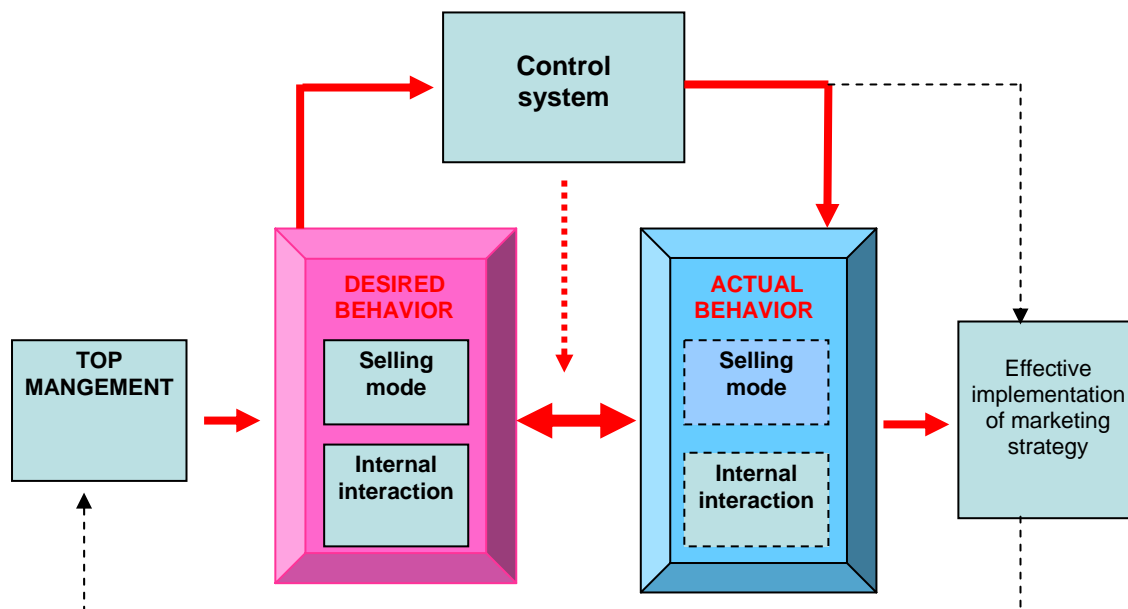 Control
system
DESIRED
BEHAVIOR
ACTUAL
BEHAVIOR
TOP
MANGEMENT
Selling
mode
Selling
mode
Effective
implementation
of marketing
strategy
Internal
interaction
Internal
interaction